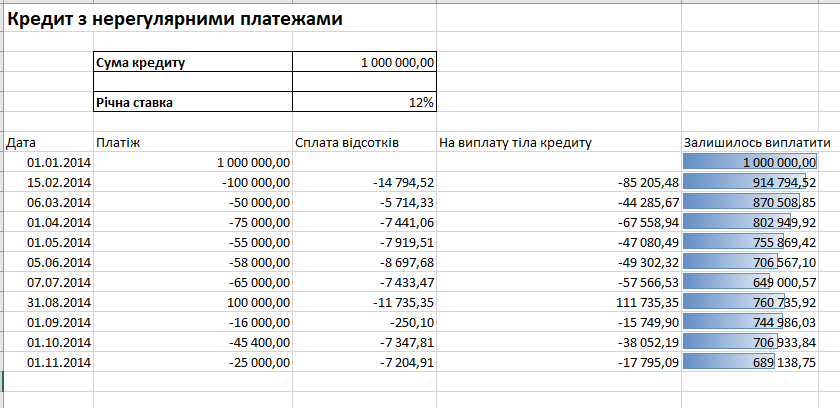 Кредит з нерегулярними платежами
Сума кредиту 1 000 000,00
Річна ставка 12%
Дата Платіж Сплата відсотків На виплату тіла кредиту Залишилось виплатити
01.01.2014 1 000 000,00 1 000 000,00
15.02.2014 -100 000,00 -14 794,52 -85 205,48 914 794,52
06.03.2014 -50 000,00 -5 714,33 -44 285,67 870 508,85
01.04.2014 -75 000,00 -7 441,06 -67 558,94 802 949,92
01.05.2014 -55 000,00 -7 919,51 -47 080,49 755 869,42
05.06.2014 -58 000,00 -8 697,68 -49 302,32 706 567,10
07.07.2014 -65 000,00 -7 433,47 -57 566,53 649 000,57
31.08.2014 100 000,00 -11 735,35 111 735,35 760 735,92
01.09.2014 -16 000,00 -250,10 -15 749,90 744 986,03
01.10.2014 -45 400,00 -7 347,81 -38 052,19 706 933,84
01.11.2014 -25 000,00 -7 204,91 -17 795,09 689 138,75